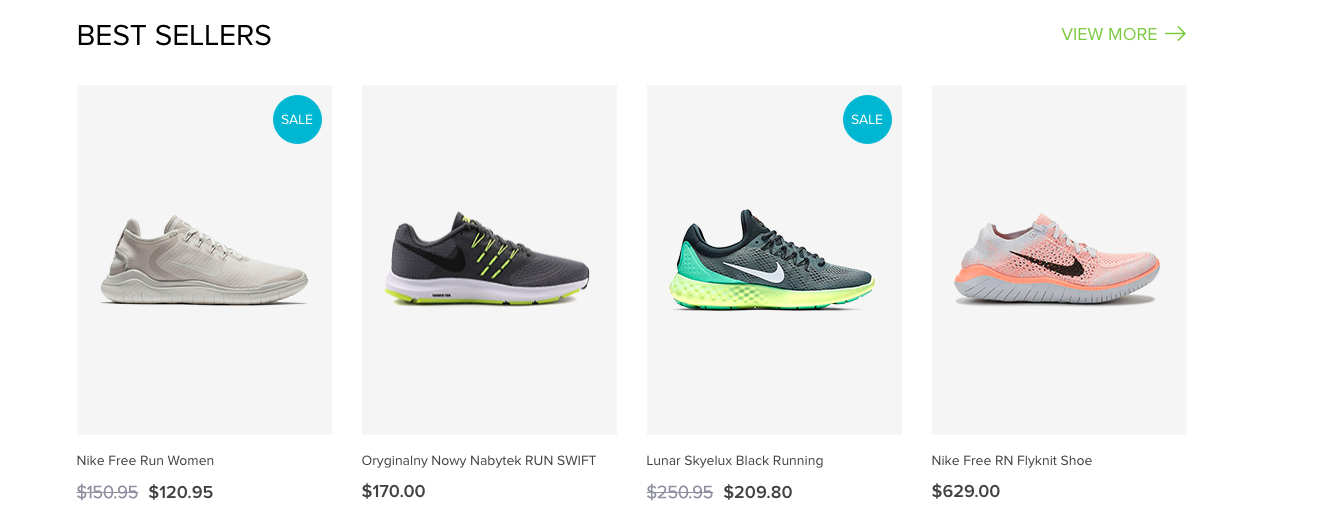 BEST SELLERS
VIEW MORE
SALE
SALE
Nike Free Run Women
$150.95 $120.95
Oryginalny Nowy Nabytek RUN SWIFT
$170.00
Lunar Skyelux Black Running
$250.95 $209.80
Nike Free RN Flyknit Shoe
$629.00